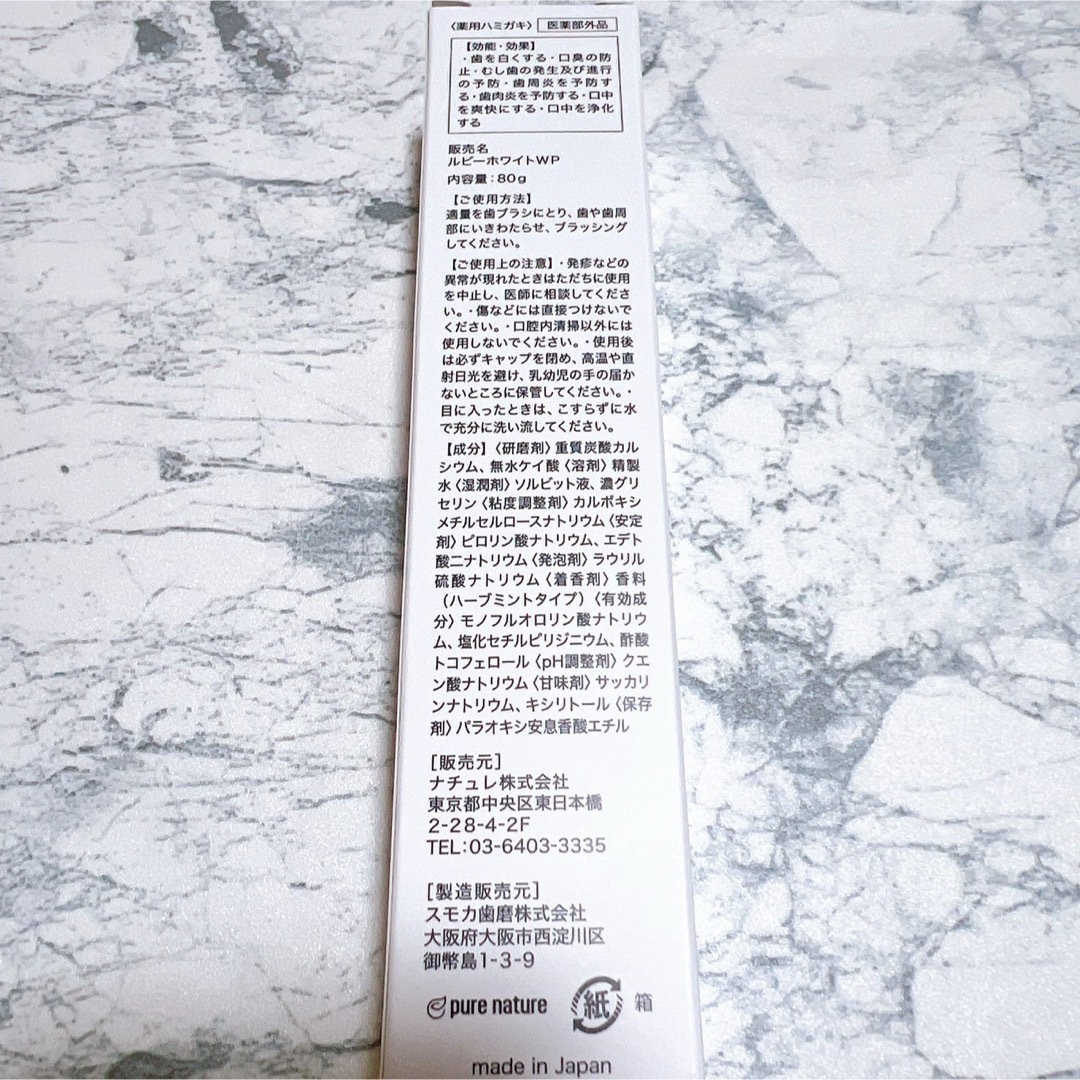 〈薬用ハミガキ〉 医薬部外品
【効能・効果】
・歯を白くする・口臭の防
止・むし歯の発生及び進行
の予防・歯周炎を予防す
る・歯肉炎を予防する・口中
を爽快にする・口中を浄化
する
販売名
ルビーホワイトWP
内容量：80g
【ご使用方法】
適量を歯ブラシにとり、歯や歯周
部にいきわたらせ、ブラッシング
してください。
【ご使用上の注意】・発疹などの
異常が現れたときはただちに使用
を中止し、医師に相談してくださ
い。・傷などには直接つけないで
ください。・口腔内清掃以外には
使用しないでください。・使用後
は必ずキャップを閉め、高温や直
射日光を避け、乳幼児の手の届か
ないところに保管してください。・
目に入ったときは、こすらずに水
で充分に洗い流してください。
【成分】〈研磨剤〉重質炭酸カル
シウム、無水ケイ酸〈溶剤〉精製
水〈湿潤剤〉ソルビット液、濃グリ
セリン〈粘度調整剤〉カルボキシ
メチルセルロースナトリウム〈安定
剤〉ピロリン酸ナトリウム、エデト
酸二ナトリウム〈発泡剤〉ラウリル
硫酸ナトリウム〈着香剤〉香料
（ハーブミントタイプ）〈有効成
分〉モノフルオロリン酸ナトリウ
ム、塩化セチルピリジニウム、酢酸
トコフェロール〈pH調整剤〉クエ
ン酸ナトリウム〈甘味剤〉サッカリ
ンナトリウム、キシリトール〈保存
剤〉パラオキシ安息香酸エチル
［販売元］
ナチュレ株式会社
東京都中央区東日本橋
2-28-4-2F
TEL：03-6403-3335
［製造販売元］
スモカ歯磨株式会社
大阪府大阪市西淀川区
御幣島1-3-9
pure nature 紙 箱
made in Japan